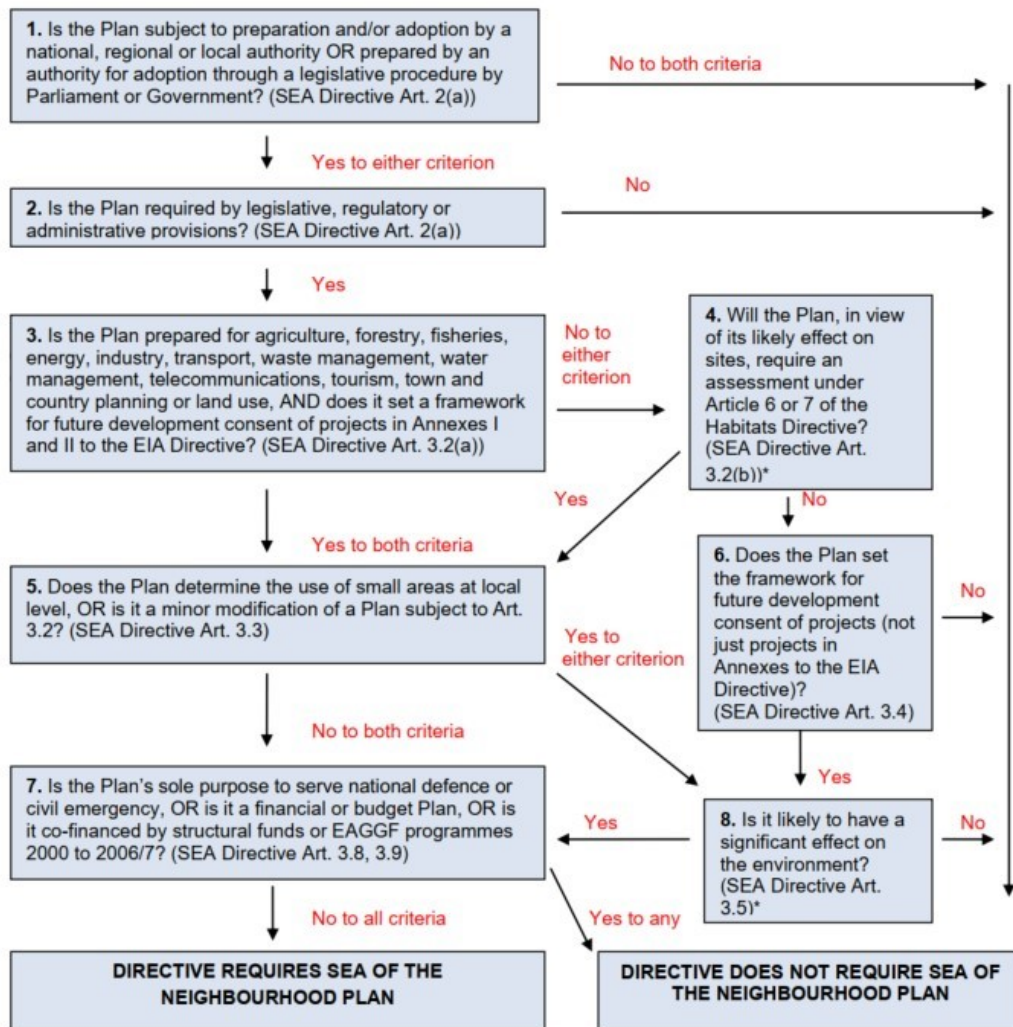 1. Is the Plan subject to preparation and/or adoption by a
national, regional or local authority OR prepared by an
authority for adoption through a legislative procedure by
Parliament or Government? (SEA Directive Art. 2(a))
No to both criteria
Yes to either criterion
No
2. Is the Plan required by legislative, regulatory or
administrative provisions? (SEA Directive Art. 2(a))
Yes
3. Is the Plan prepared for agriculture, forestry, fisheries,
energy, industry, transport, waste management, water
management, telecommunications, tourism, town and
country planning or land use, AND does it set a framework
for future development consent of projects in Annexes I
and II to the EIA Directive? (SEA Directive Art. 3.2(a))
No to
either
criterion
4. Will the Plan, in view
of its likely effect on
sites, require an
assessment under
Article 6 or 7 of the
Habitats Directive?
(SEA Directive Art.
3.2(b))*
Yes
No
Yes to both criteria
5. Does the Plan determine the use of small areas at local
level, OR is it a minor modification of a Plan subject to Art.
3.2? (SEA Directive Art. 3.3)
Yes to
either criterion
6. Does the Plan set
the framework for
future development
consent of projects (not
just projects in
Annexes to the EIA
Directive)?
(SEA Directive Art. 3.4)
No
No to both criteria
Yes
7. Is the Plan's sole purpose to serve national defence or
civil emergency, OR is it a financial or budget Plan, OR is
it co-financed by structural funds or EAGGF programmes
2000 to 2006/7? (SEA Directive Art. 3.8, 3.9)
Yes
8. Is it likely to have a
significant effect on
the environment?
(SEA Directive Art.
3.5)*
No
No to all criteria
Yes to any
DIRECTIVE REQUIRES SEA OF THE
NEIGHBOURHOOD PLAN
DIRECTIVE DOES NOT REQUIRE SEA OF
THE NEIGHBOURHOOD PLAN